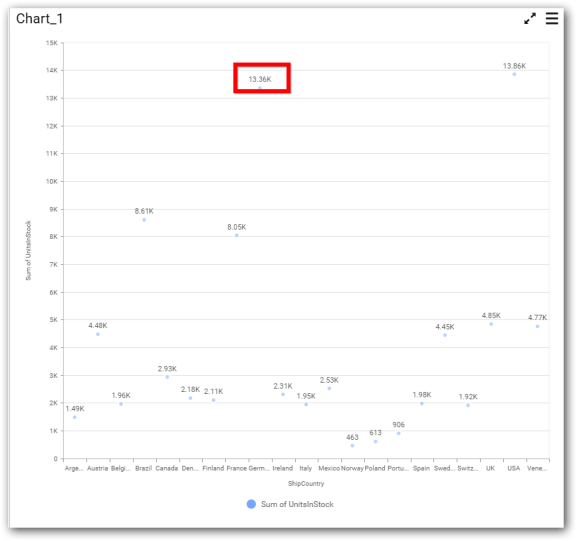 Chart_1
15K
14K
13K
12K
11K
10K
9K
8K
7K
6K
5K
4K
3K
2K
1K
0
Sum of UnitsInStock
13.86K
13.36K
8.61K
8.05K
4.85K
4.77K
4.48K
4.45K
2.93K
2.53K
2.31K
2.18K
2.11K
1.96K
1.95K
1.98K
1.92K
1.49K
906
613
463
Arge... Austria Belgi... Brazil Canada Den... Finland France Germ... Ireland Italy Mexico Norway Poland Portu... Spain Swed... Switz... UK USA Vene...
ShipCountry
Sum of UnitsInStock